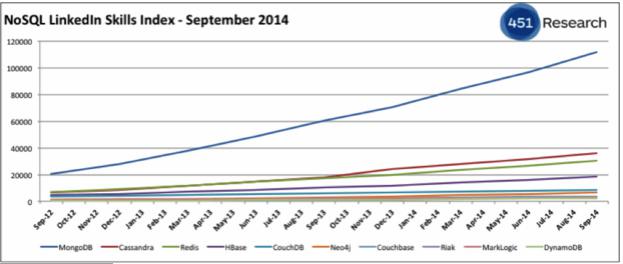 NoSQL LinkedIn Skills Index - September 2014
451 Research
120000
100000
80000
60000
40000
20000
0
Sep-12 Oct-12 Nov-12 Dec-12 Jan-13 Feb-13 Mar-13 Apr-13 May-13 Jun-13 Jul-13 Aug-13 Sep-13 Oct-13 Nov-13 Dec-13 Jan-14 Feb-14 Mar-14 Apr-14 May-14 Jun-14 Jul-14 Aug-14 Sep-14
MongoDB Cassandra Redis HBase CouchDB Neo4j Couchbase Riak MarkLogic DynamoDB